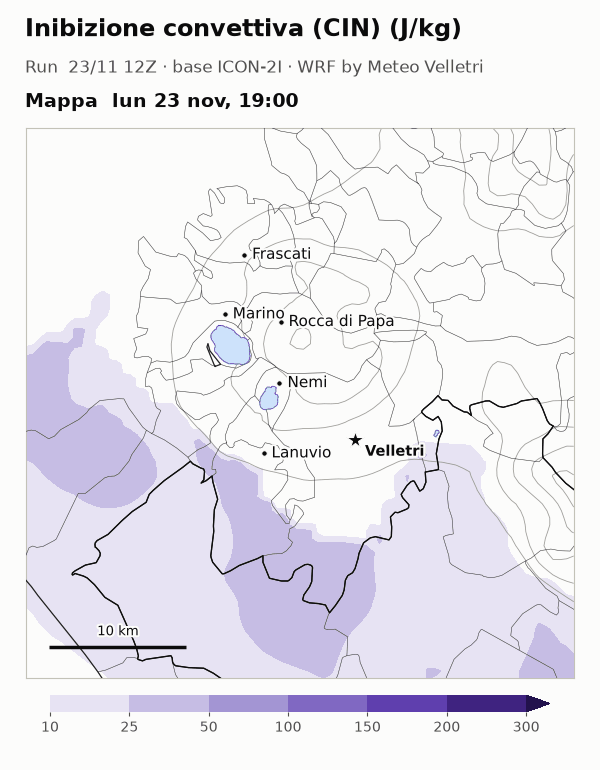 Inibizione convettiva (CIN) (J/kg)
Run  23/11 12Z · base ICON-2I · WRF by Meteo Velletri
Mappa  lun 23 nov, 19:00
Frascati
Marino
Rocca di Papa
Nemi
Velletri
Lanuvio
10 km
10 25 50 100 150 200 300